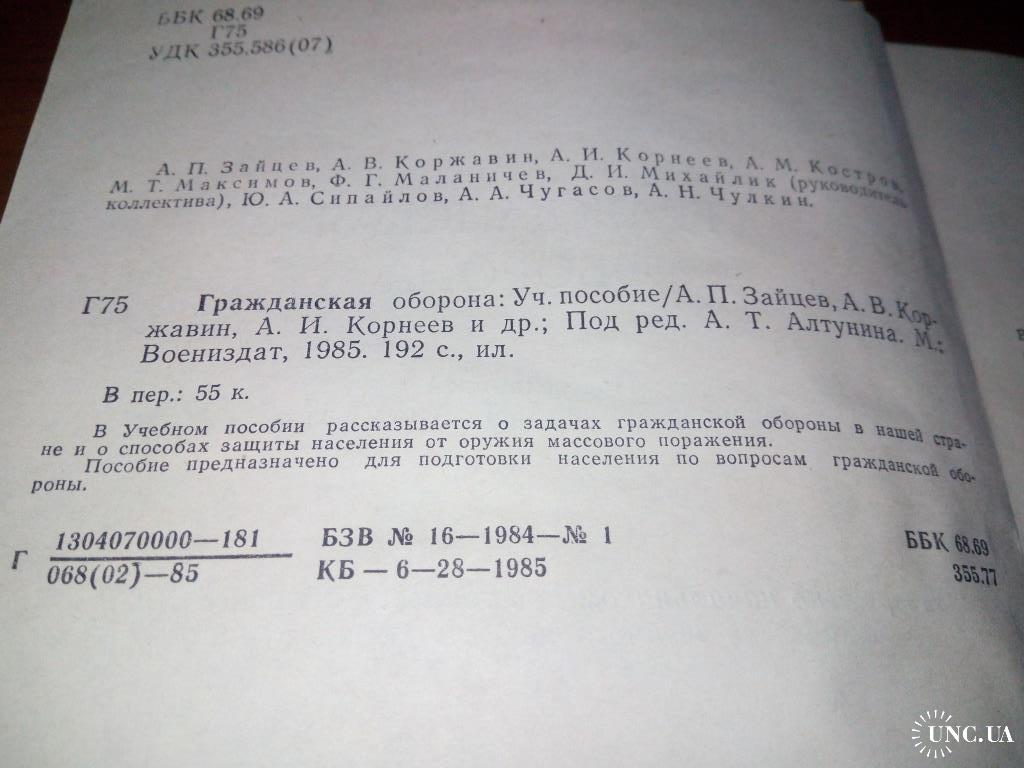 ББК 68.69
Г75
УДК 355.586(07)
А. П. Зайцев, А. В. Коржавин, А. И. Корнеев, А. М. Костров,
М. Т. Максимов, Ф. Г. Маланичев, Д. И. Михайлик (руководитель
коллектива), Ю. А. Сипайлов, А. А. Чугасов, А. Н. Чулкин.
Г75 Гражданская оборона: Уч. пособие/А. П. Зайцев, А. В. Кор-
жавин, А. И. Корнеев и др.; Под ред. А. Т. Алтунина. М.:
Воениздат, 1985. 192 с., ил.
В пер.: 55 к.
В Учебном пособии рассказывается о задачах гражданской обороны в нашей стра-
не и о способах защиты населения от оружия массового поражения.
Пособие предназначено для подготовки населения по вопросам гражданской обо-
роны.
Г 1304070000—181 БЗВ № 16—1984—№ 1 ББК 68.69
068(02)—85 КБ — 6—28—1985 355.77
UNC.UA